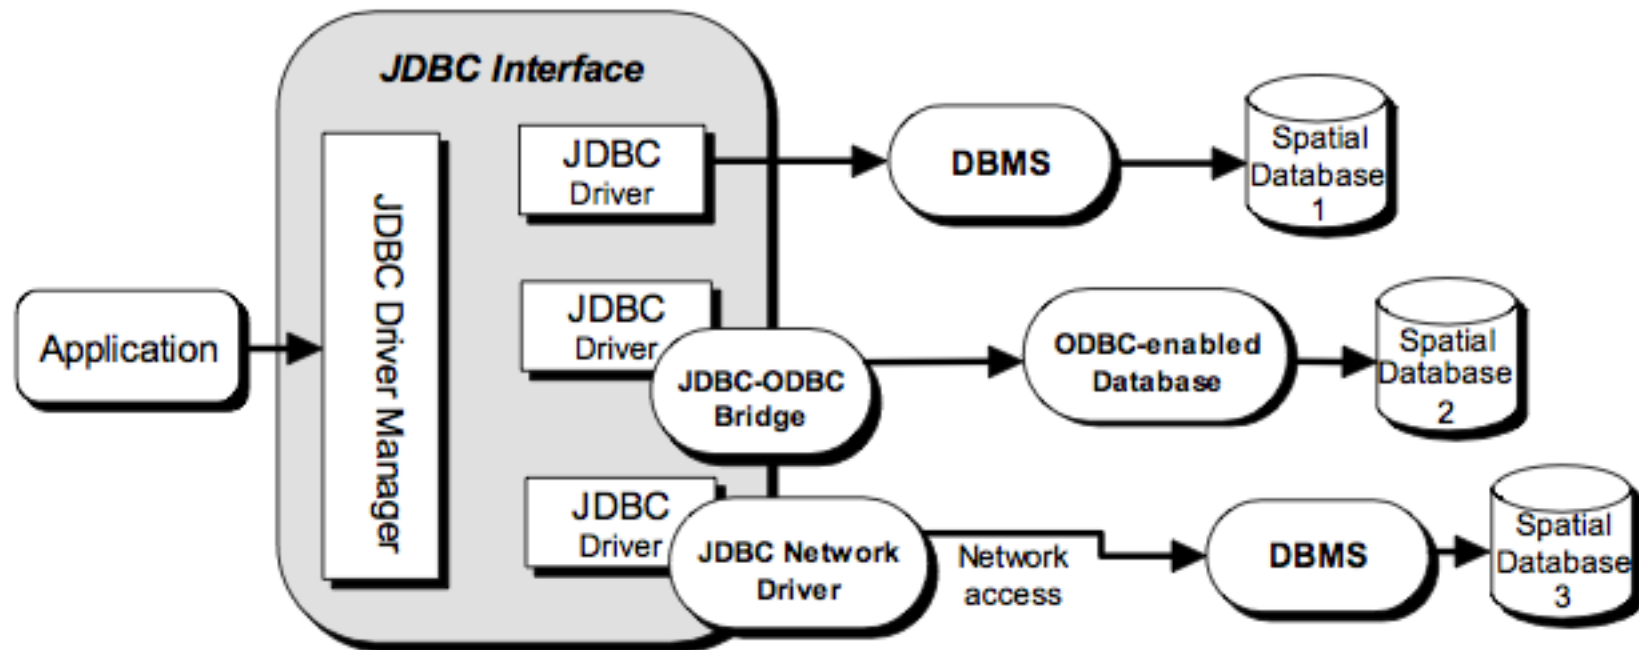 JDBC Interface
JDBC
Driver
DBMS
Spatial
Database
1
Application
JDBC Driver Manager
JDBC
Driver
JDBC-ODBC
Bridge
ODBC-enabled
Database
Spatial
Database
2
JDBC
Driver
JDBC Network
Driver
Network
access
DBMS
Spatial
Database
3